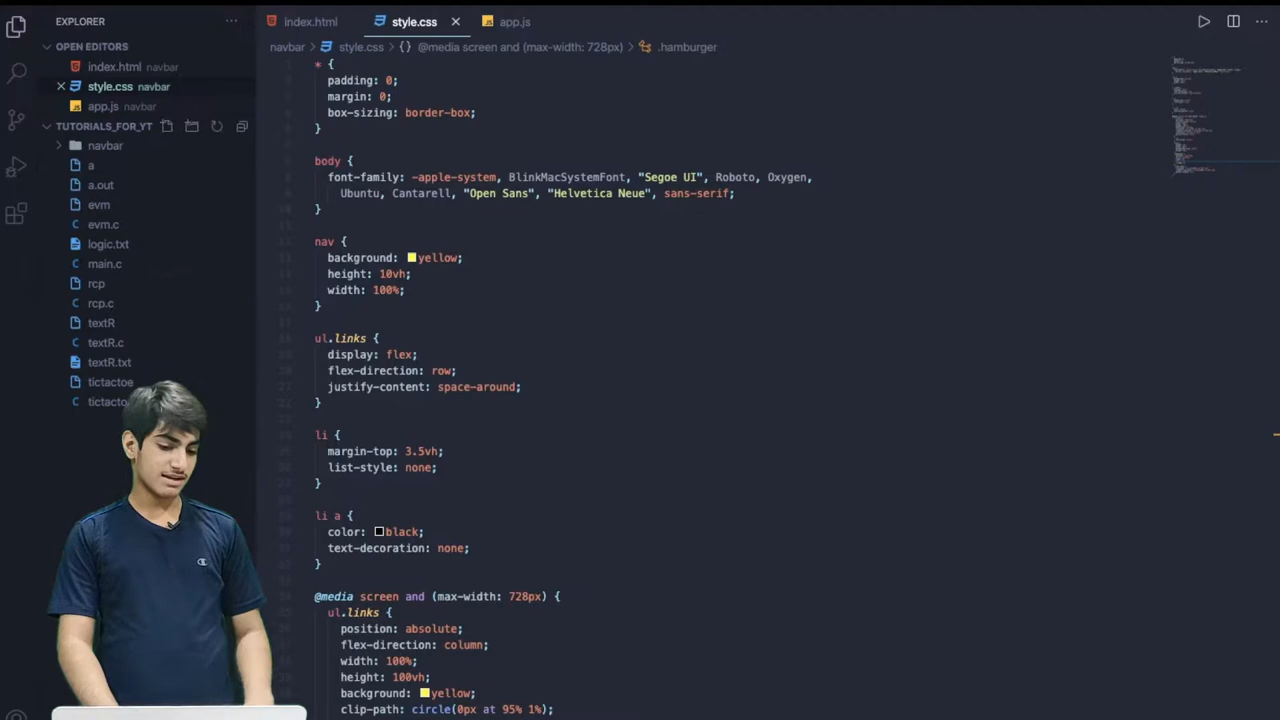 EXPLORER
index.html
style.css
app.js
OPEN EDITORS
index.html navbar
style.css navbar
app.js navbar
TUTORIALS_FOR_YT
navbar
a
a.out
evm
evm.c
logic.txt
main.c
rcp
rcp.c
textR
textR.c
textR.txt
tictactoe
tictacto
navbar > style.css > {} @media screen and (max-width: 728px) > .hamburger
* {
padding: 0;
margin: 0;
box-sizing: border-box;
}
body {
font-family: -apple-system, BlinkMacSystemFont, "Segoe UI", Roboto, Oxygen,
Ubuntu, Cantarell, "Open Sans", "Helvetica Neue", sans-serif;
}
nav {
background: yellow;
height: 10vh;
width: 100%;
}
ul.links {
display: flex;
flex-direction: row;
justify-content: space-around;
}
li {
margin-top: 3.5vh;
list-style: none;
}
li a {
color: black;
text-decoration: none;
}
@media screen and (max-width: 728px) {
ul.links {
position: absolute;
flex-direction: column;
width: 100%;
height: 100vh;
background: yellow;
clip-path: circle(0px at 95% 1%);